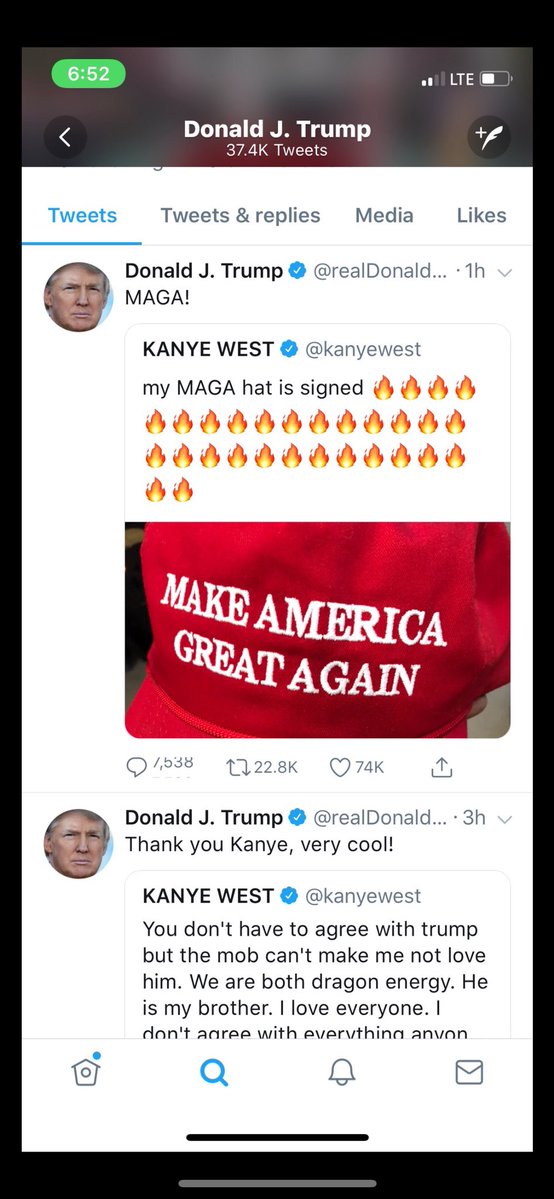 6:52
LTE
Donald J. Trump
37.4K Tweets
Tweets
Tweets & replies
Media
Likes
Donald J. Trump @realDonald... · 1h
MAGA!
KANYE WEST @kanyewest
my MAGA hat is signed 🔥🔥🔥🔥
🔥🔥🔥🔥🔥🔥🔥🔥🔥🔥🔥🔥
🔥🔥🔥🔥🔥🔥🔥🔥🔥🔥🔥🔥
🔥🔥
MAKE AMERICA
GREAT AGAIN
7,538
22.8K
74K
Donald J. Trump @realDonald... · 3h
Thank you Kanye, very cool!
KANYE WEST @kanyewest
You don't have to agree with trump
but the mob can't make me not love
him. We are both dragon energy. He
is my brother. I love everyone. I
don't agree with everything anyon